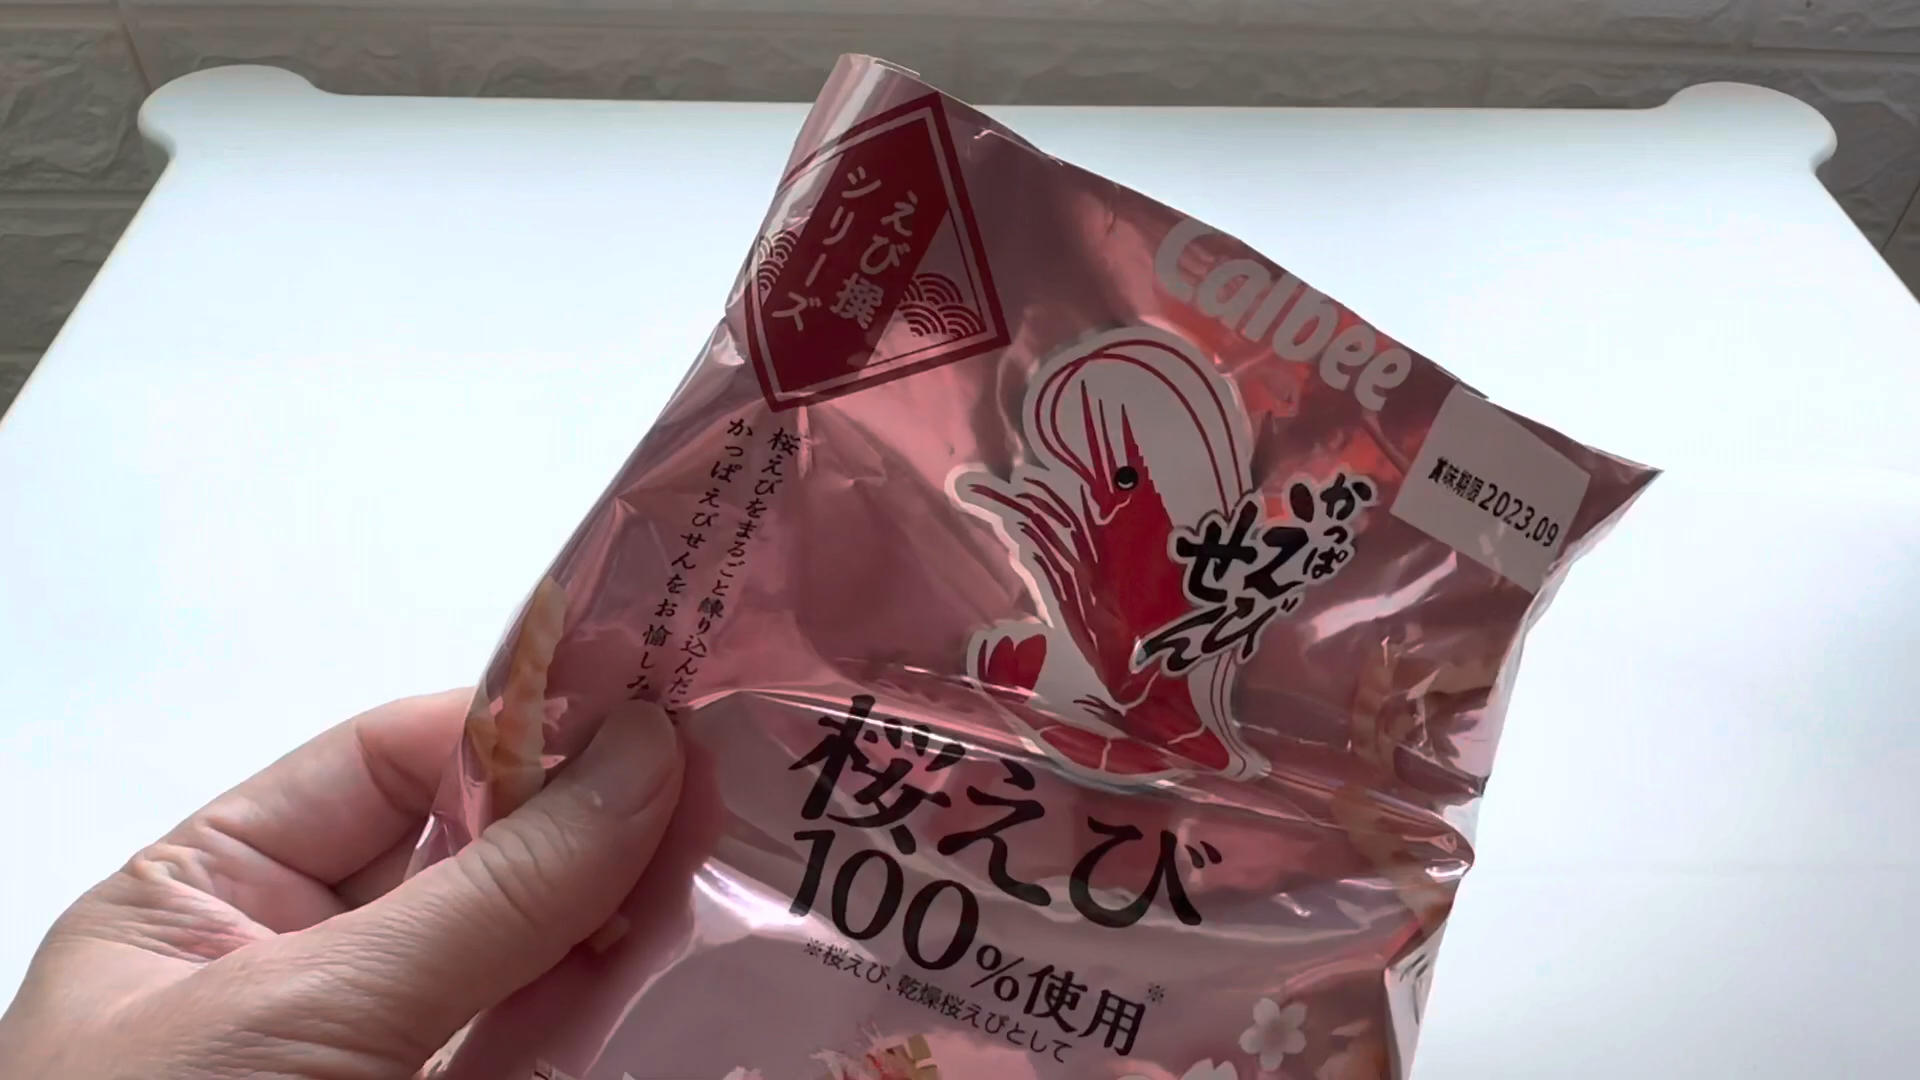 えび撰
シリーズ
Calbee
賞味期限2023.09
かっぱ
えび
せん
桜えびをまるごと練り込んだ
かっぱえびせんをお愉しみ
桜えび
100%使用※
※桜えび、乾燥桜えびとして